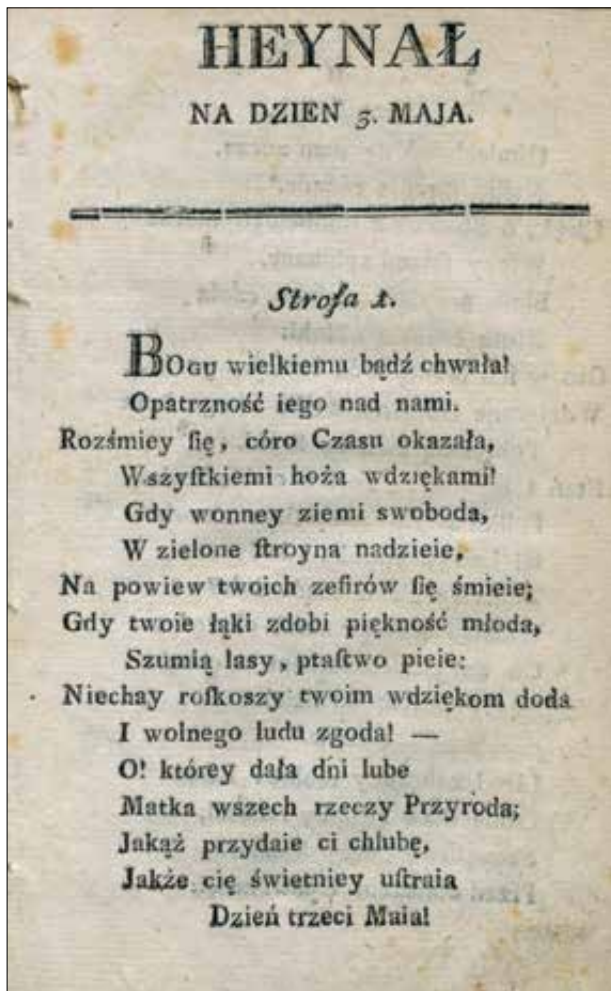 HEYNAŁ
NA DZIEN 3. MAJA.
Strofa 1.
BOGU wielkiemu bądź chwała!
Opatrzność iego nad nami.
Rozśmiey ſię, córo Czasu okazała,
Wszyſtkiemi hoża wdziękami!
Gdy wonney ziemi swoboda,
W zielone ſtroyna nadzieie,
Na powiew twoich zefirów ſię śmieie;
Gdy twoie łąki zdobi piękność młoda,
Szumią lasy, ptaſtwo pieie:
Niechay roſkoszy twoim wdziękom doda
I wolnego ludu zgoda! —
O! którey dała dni lube
Matka wszech rzeczy Przyroda;
Jakąż przydaie ci chlubę,
Jakże cię świetniey uſtraia
Dzień trzeci Maia!